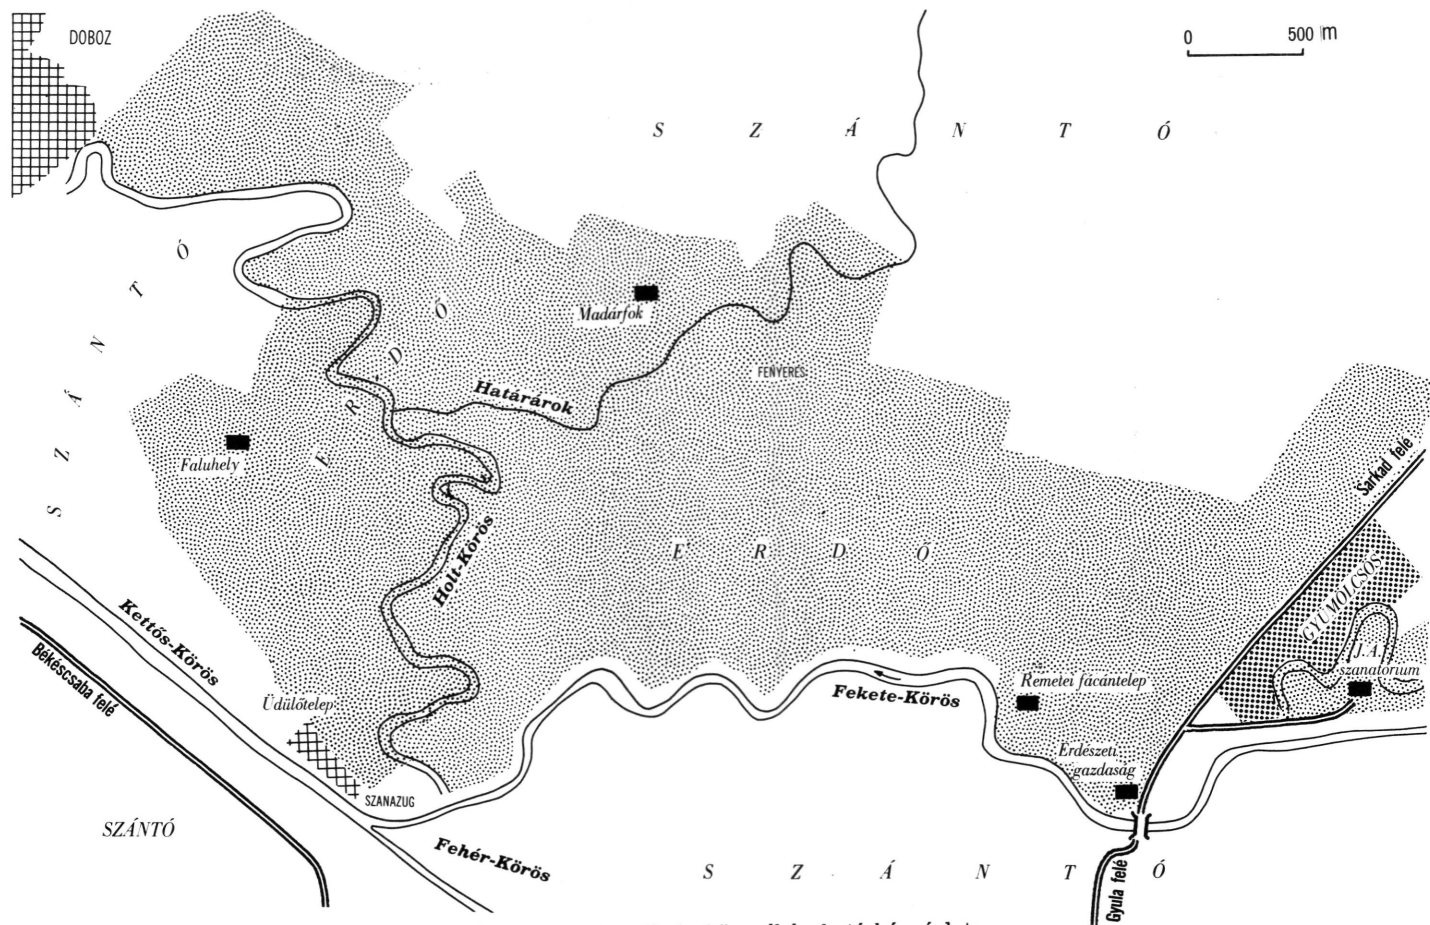 DOBOZ
0 500 m
S Z Á N T Ó
S Z Á N T Ó
E R D Ó
Madárfok
FENYERES
Határárok
Faluhely
Sarkad felé
Holt-Körös
E R D Ő
GYÜMÖLCSÖS
Kettős-Körös
Békéscsaba felé
J. A.
szanatórium
Remetei fácántelep
Fekete-Körös
Üdülőtelep
Erdészeti
gazdaság
SZANAZUG
SZÁNTÓ
Fehér-Körös
S Z Á N T Ó
Gyula felé